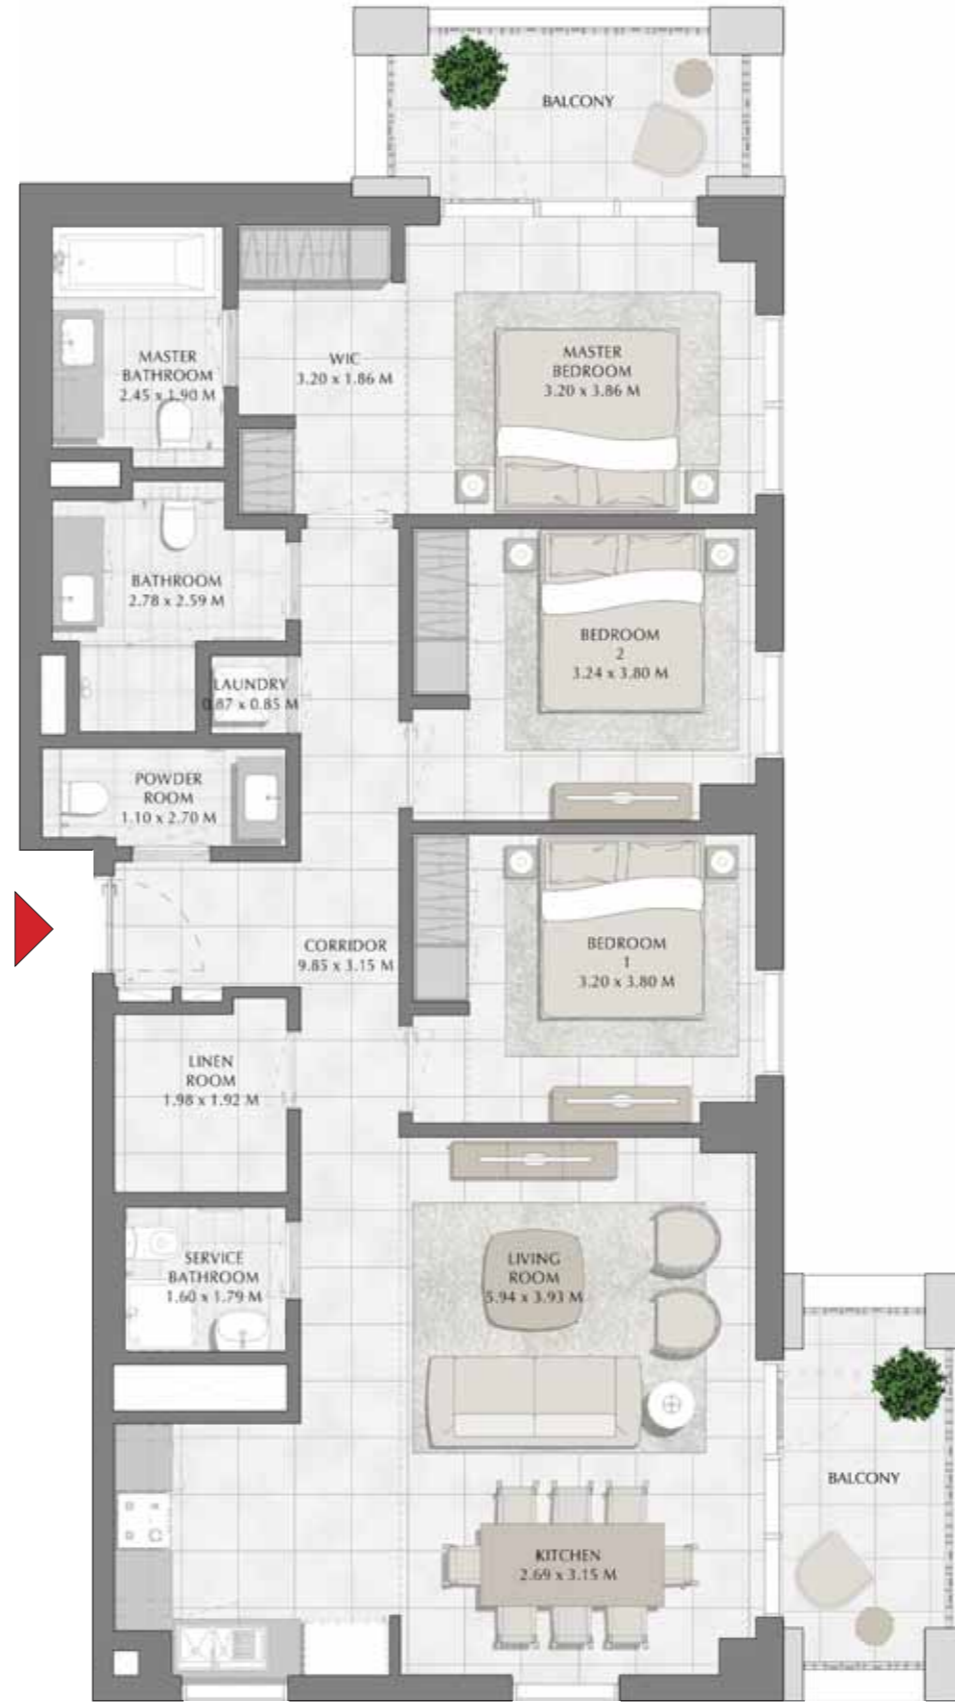 BALCONY
MASTER
BATHROOM
2.45 x 1.90 M
WIC
3.20 x 1.86 M
MASTER
BEDROOM
3.20 x 3.86 M
BATHROOM
2.78 x 2.59 M
BEDROOM
2
3.24 x 3.80 M
LAUNDRY
0.87 x 0.85 M
POWDER
ROOM
1.10 x 2.70 M
CORRIDOR
9.85 x 3.15 M
BEDROOM
1
3.20 x 3.80 M
LINEN
ROOM
1.98 x 1.92 M
SERVICE
BATHROOM
1.60 x 1.79 M
LIVING
ROOM
5.94 x 3.93 M
BALCONY
KITCHEN
2.69 x 3.15 M